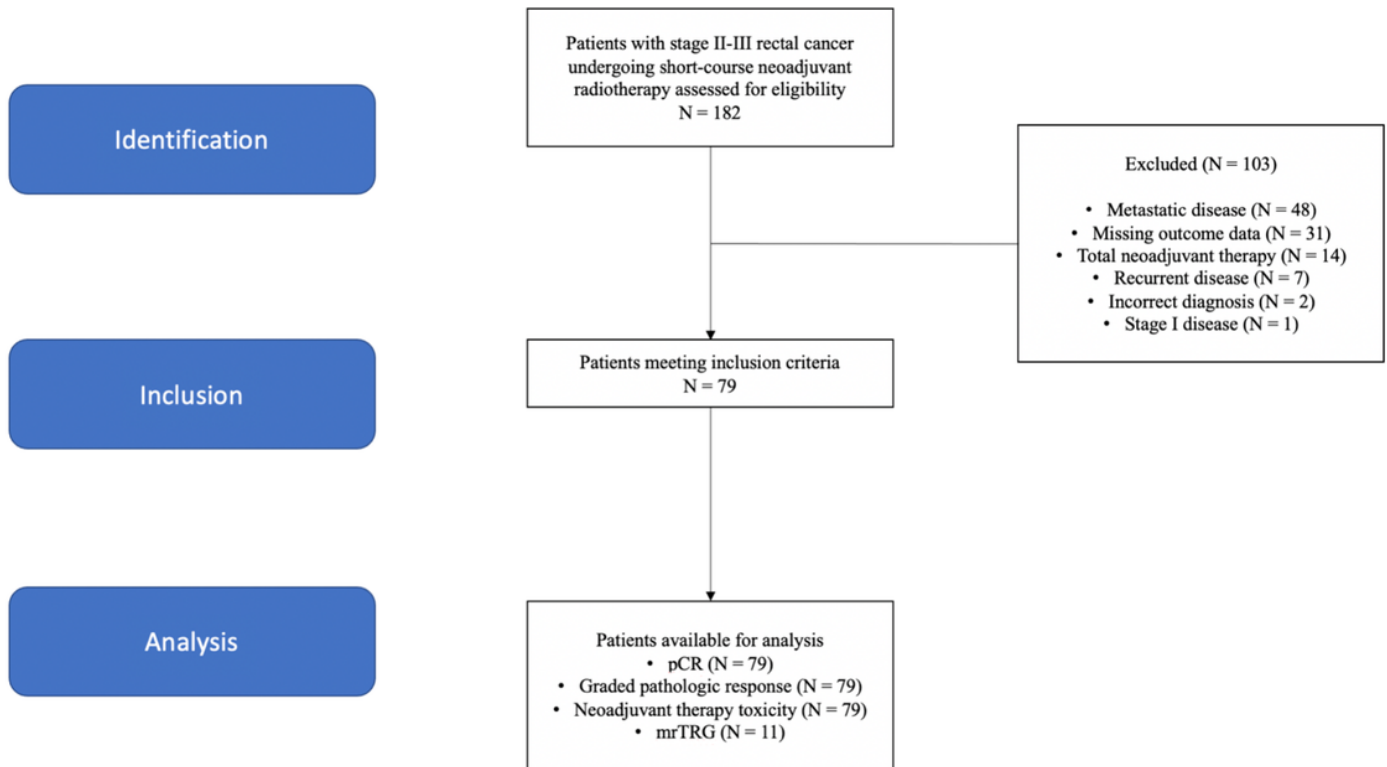 Identification
Patients with stage II-III rectal cancer
undergoing short-course neoadjuvant
radiotherapy assessed for eligibility
N = 182
Excluded (N = 103)
• Metastatic disease (N = 48)
• Missing outcome data (N = 31)
• Total neoadjuvant therapy (N = 14)
• Recurrent disease (N = 7)
• Incorrect diagnosis (N = 2)
• Stage I disease (N = 1)
Inclusion
Patients meeting inclusion criteria
N = 79
Analysis
Patients available for analysis
• pCR (N = 79)
• Graded pathologic response (N = 79)
• Neoadjuvant therapy toxicity (N = 79)
• mrTRG (N = 11)